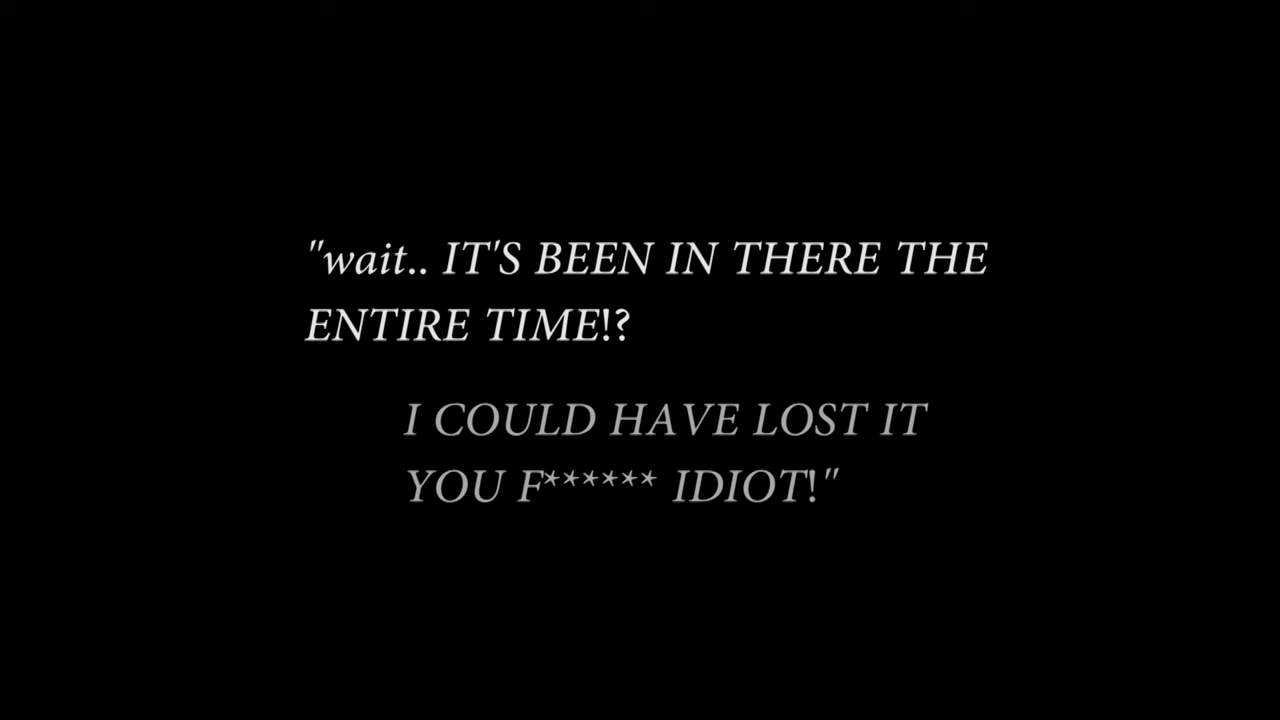 "wait.. IT'S BEEN IN THERE THE
ENTIRE TIME!?
I COULD HAVE LOST IT
YOU F****** IDIOT!"